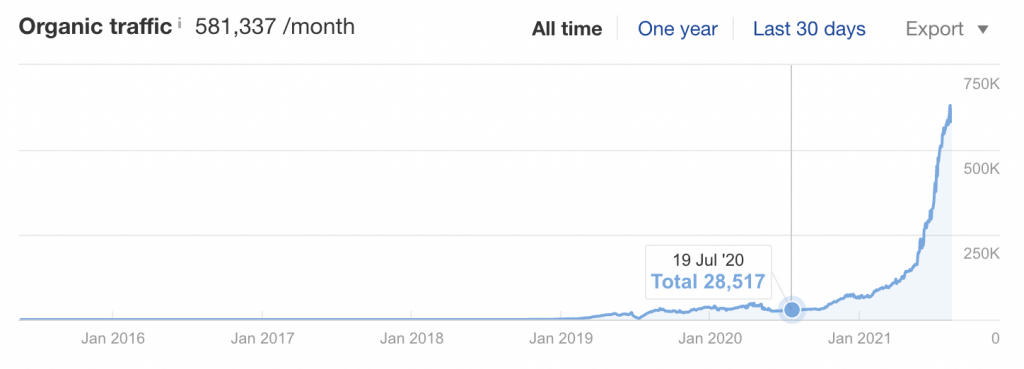 Organic traffic i 581,337 /month All time One year Last 30 days Export
750K
500K
250K
19 Jul '20
Total 28,517
Jan 2016 Jan 2017 Jan 2018 Jan 2019 Jan 2020 Jan 2021 0